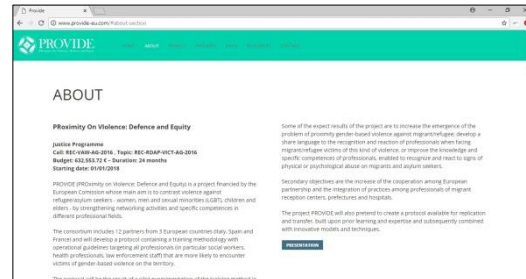 Provide
www.provide-eu.com/#about-section
PROVIDE
HOME ABOUT PROJECT PARTNERS NEWS RESOURCES CONTACT
ABOUT
PRoximity On Violence: Defence and Equity
Justice Programme
Call: REC-VAW-AG-2016, Topic: REC-RDAP-VICT-AG-2016
Budget: 632,553.72 € – Duration: 24 months
Starting date: 01/01/2018
PROVIDE (PRoximity on Violence: Defence and Equity) is a project financed by the
European Comission whose main aim is to contrast violence against
refugee/asylum seekers - women, men and sexual minorities (LGBT), children and
elders - by strengthening networking activities and specific competences in
different professional fields.
The consortium includes 12 partners from 3 European countries (Italy, Spain and
France) and will develop a protocol containing a training methodology with
operational guidelines targeting all professionals (in particular social workers,
health professionals, law enforcement staff) that are more likely to encounter
victims of gender-based violence on the territory.
Some of the expect results of the project are to increase the emergence of the
problem of proximity gender-based violence against migrant/refugee; develop a
share language to the recognition and reaction of professionals when facing
migrant/refugee victims of this kind of violence, or improve the knowledge and
specific competences of professionals, enabled to recognise and react to signs of
physical or psychological abuse on migrants and asylum seekers.
Secondary objectives are the increase of the cooperation among European
partnership and the integration of practices among professionals of migrant
reception centers, prefectures and hospitals.
The project PROVIDE will also pretend to create a protocol available for replication
and transfer, built upon prior learning and expertise and subsequently combined
with innovative models and techniques.
PRESENTATION